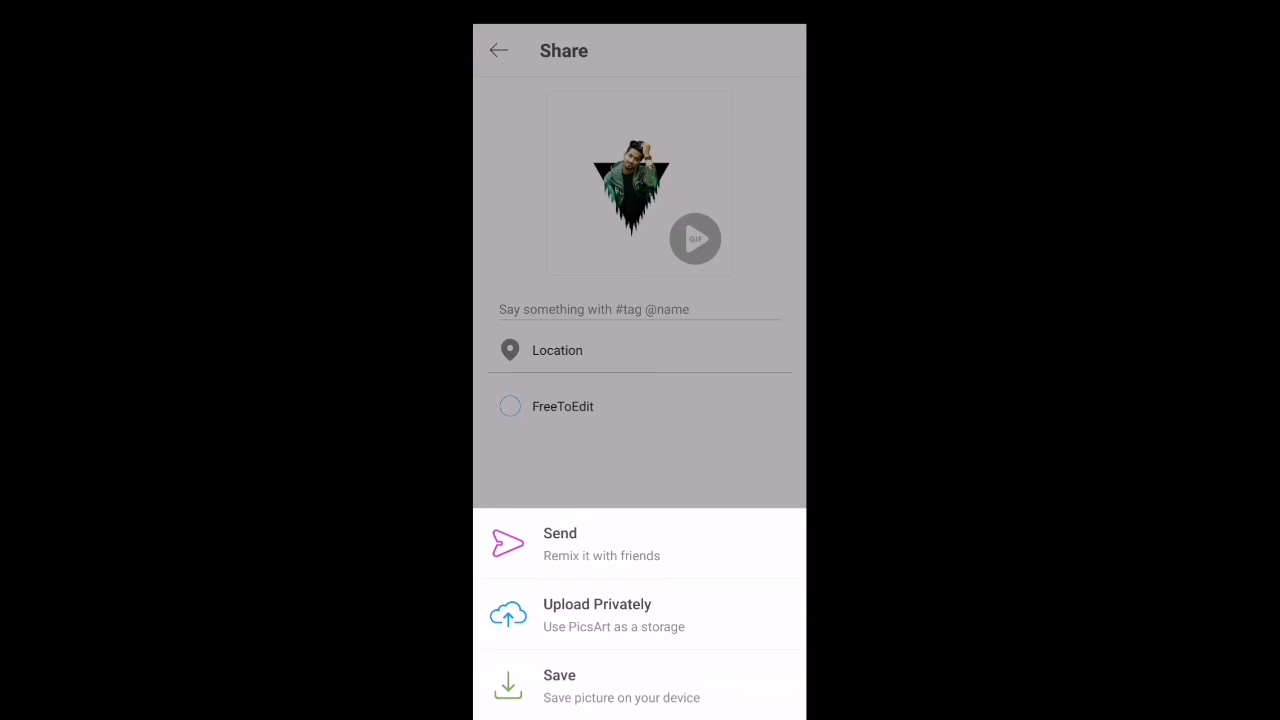 Share
GIF
Say something with #tag @name
Location
FreeToEdit
Send
Remix it with friends
Upload Privately
Use PicsArt as a storage
Save
Save picture on your device